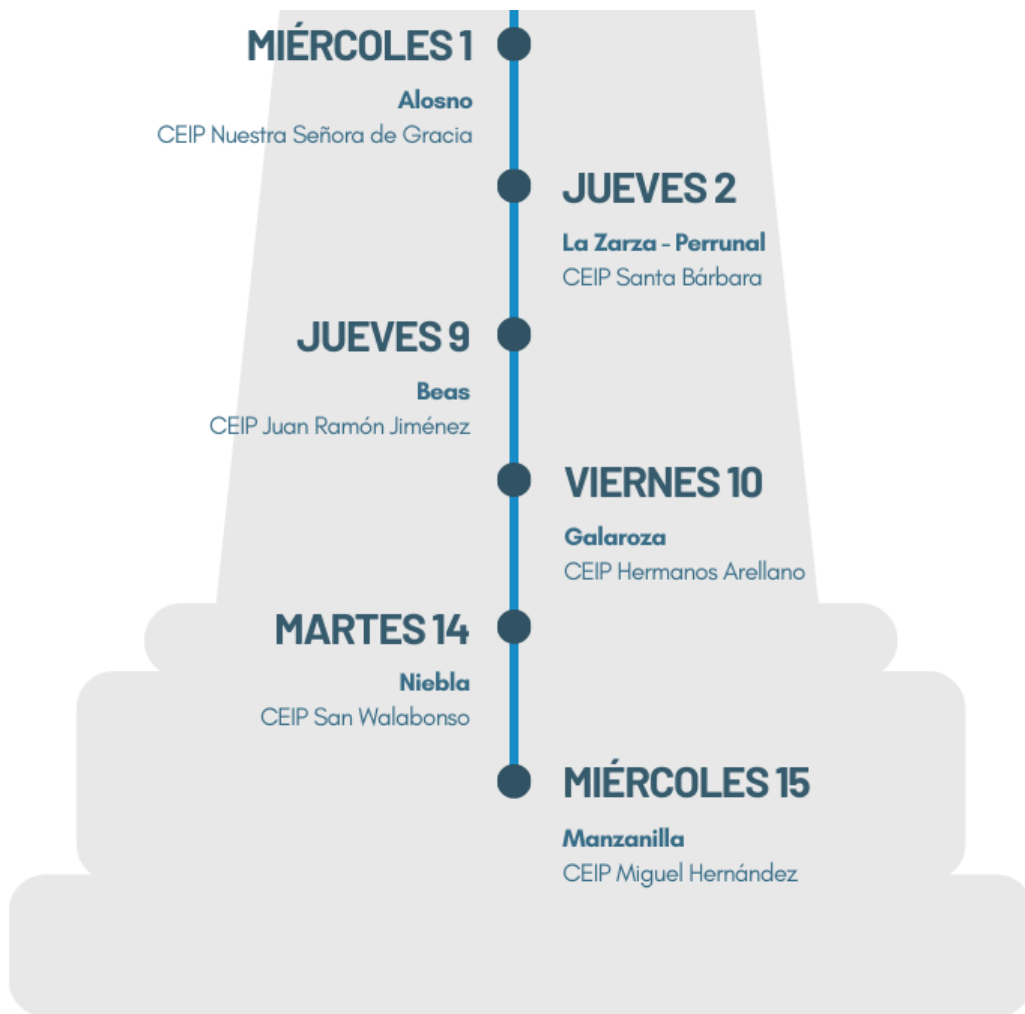 MIÉRCOLES 1
Alosno
CEIP Nuestra Señora de Gracia
JUEVES 2
La Zarza - Perrunal
CEIP Santa Bárbara
JUEVES 9
Beas
CEIP Juan Ramón Jiménez
VIERNES 10
Galaroza
CEIP Hermanos Arellano
MARTES 14
Niebla
CEIP San Walabonso
MIÉRCOLES 15
Manzanilla
CEIP Miguel Hernández